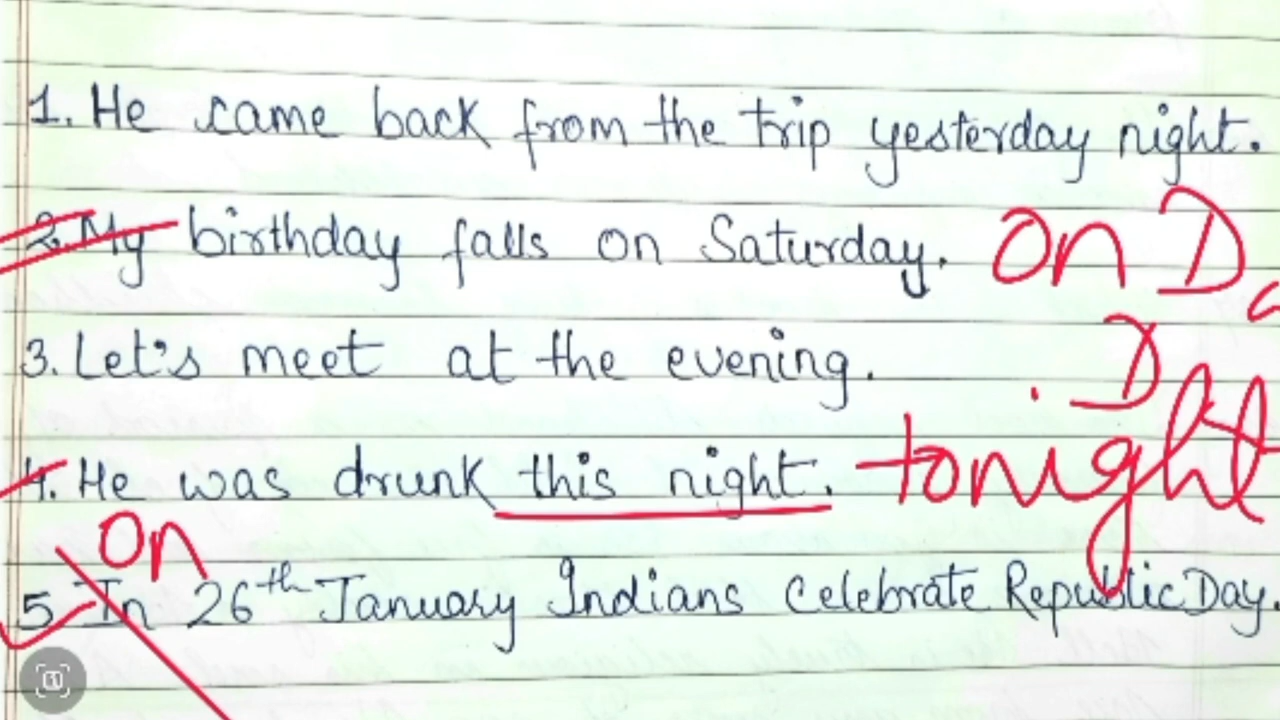 1. He came back from the trip yesterday night.
2. My birthday falls on Saturday. on D
3. Let's meet at the evening. . D
4. He was drunk this night. tonight
on
5. In 26th January Indians Celebrate Republic Day.